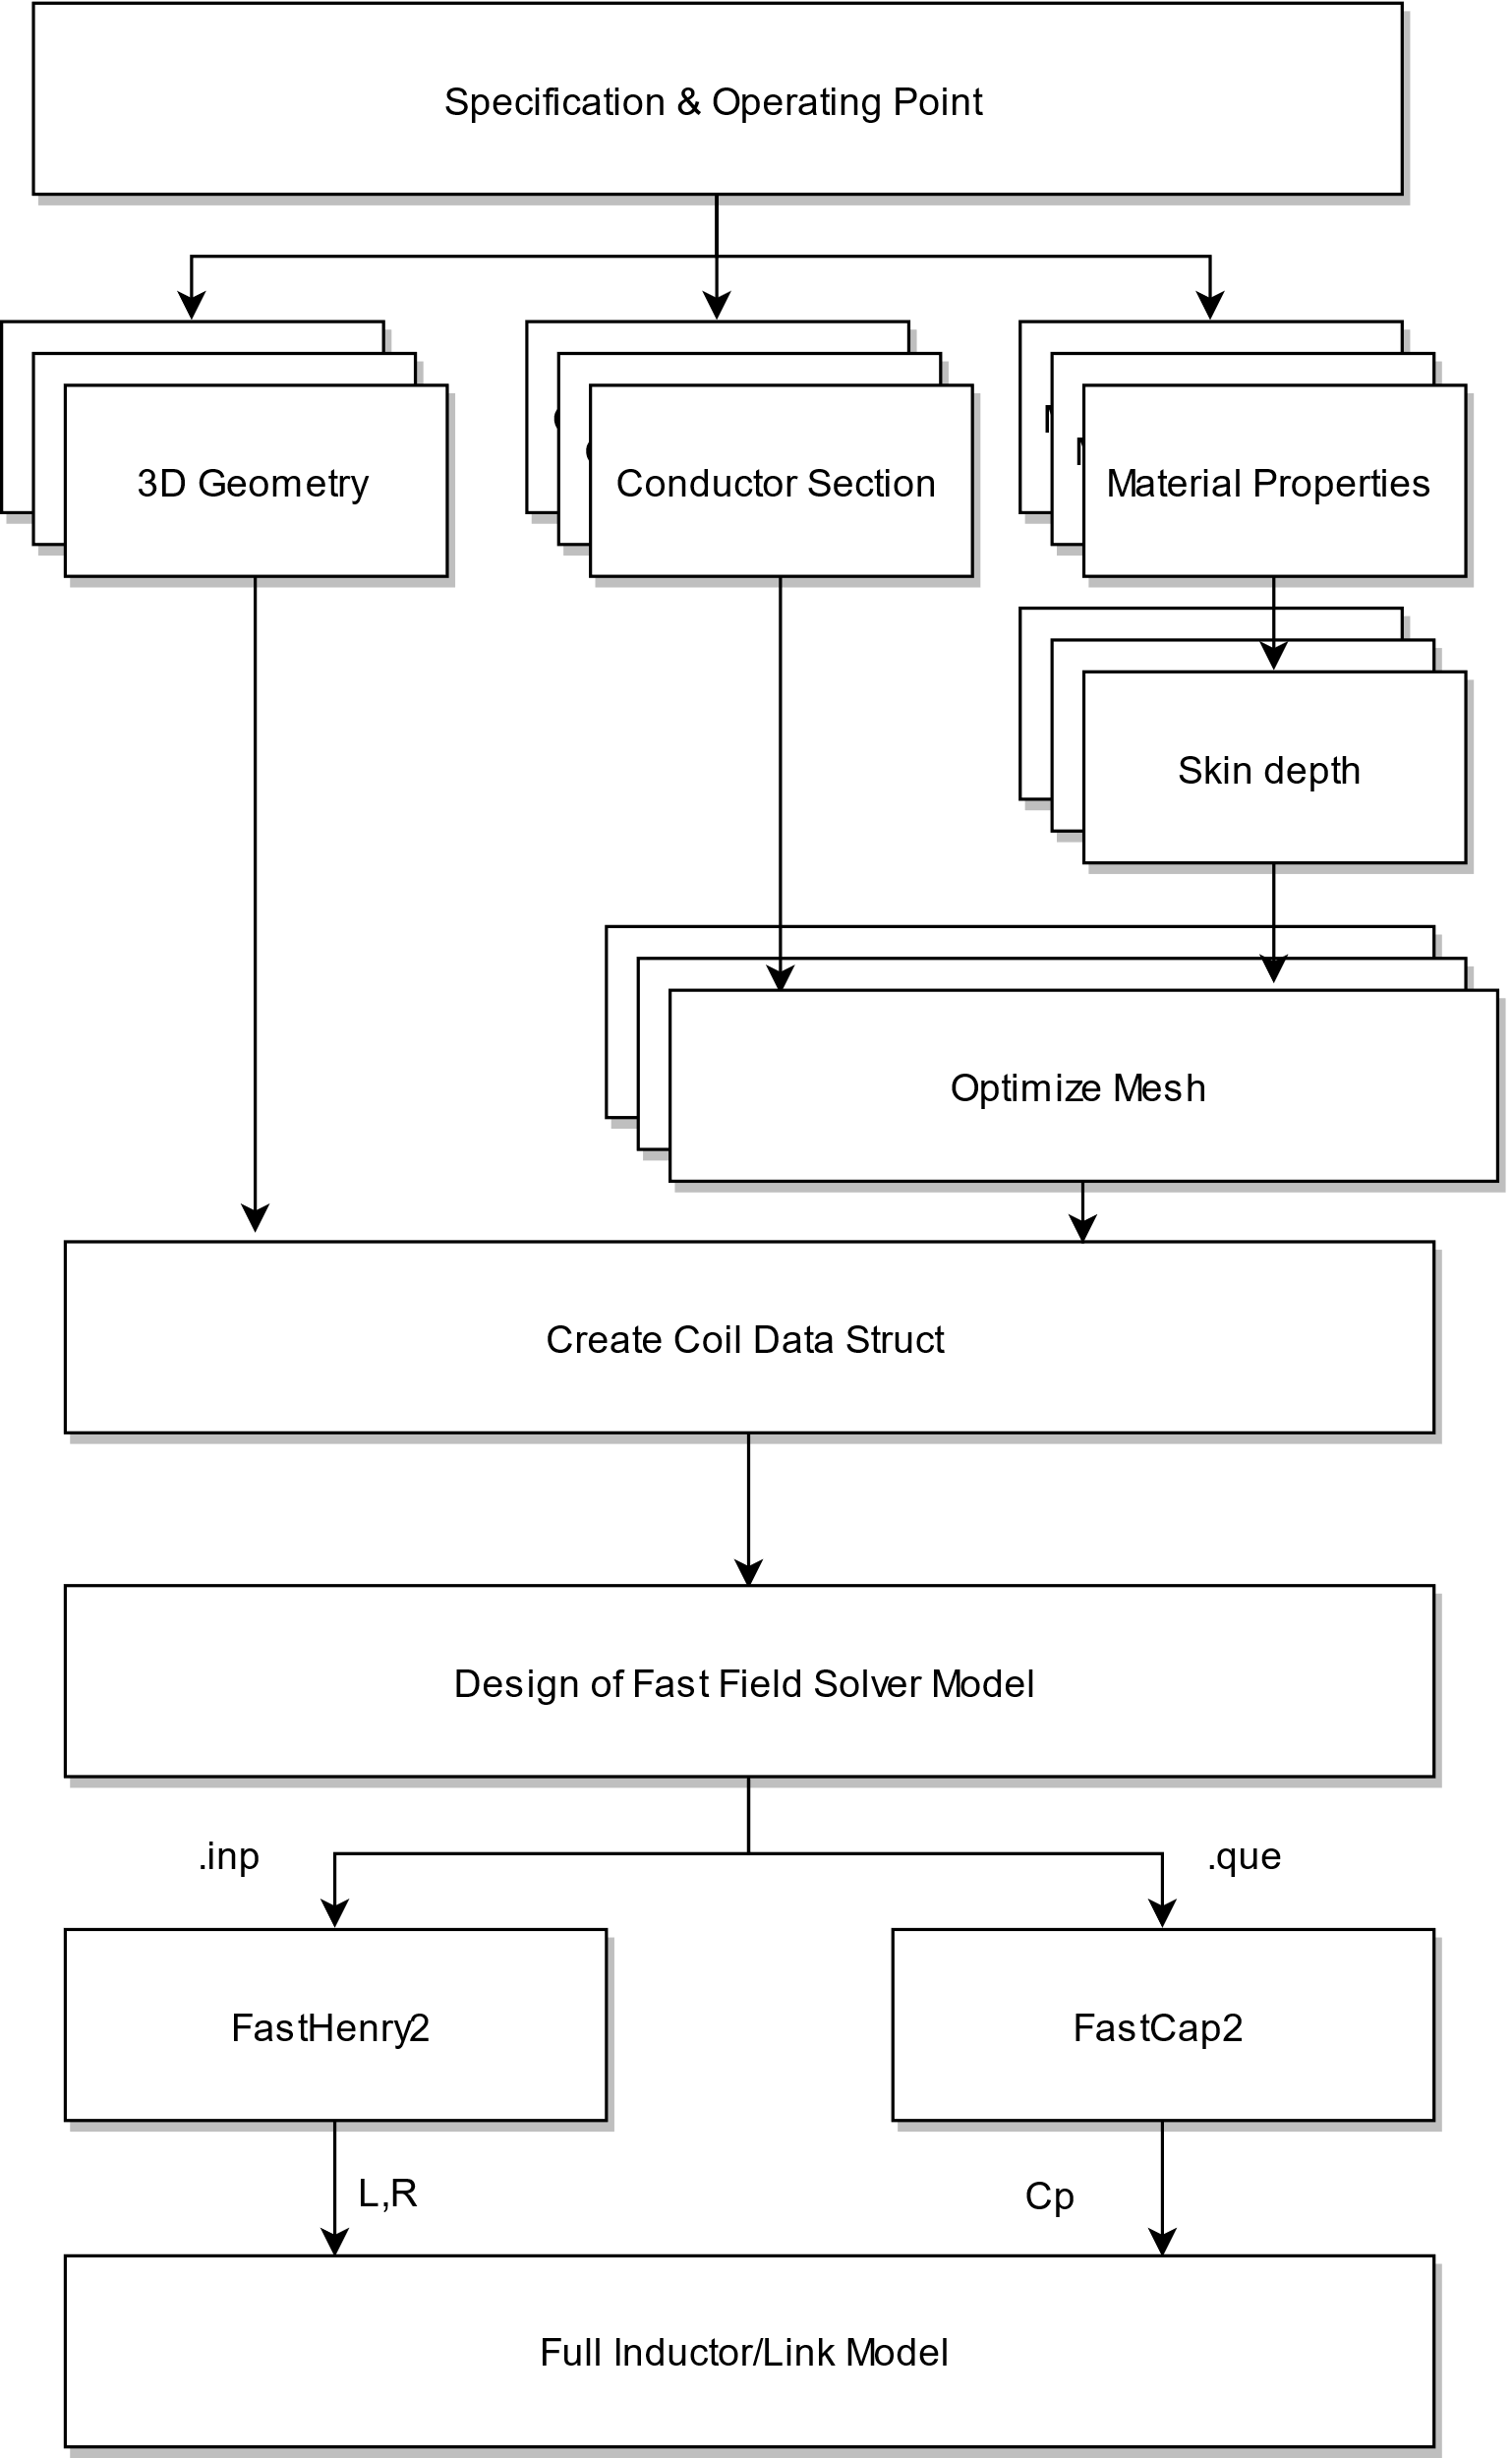 Specification & Operating Point
3D Geometry
Conductor Section
Material Properties
Skin depth
Optimize Mesh
Create Coil Data Struct
Design of Fast Field Solver Model
.inp
.que
FastHenry2
FastCap2
L,R
Cp
Full Inductor/Link Model